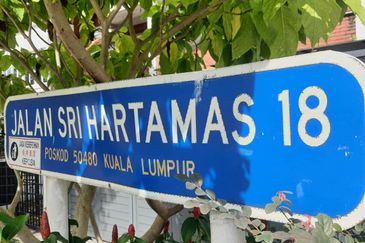 JALAN SRI HARTAMAS 18
POSKOD 50480 KUALA LUMPUR